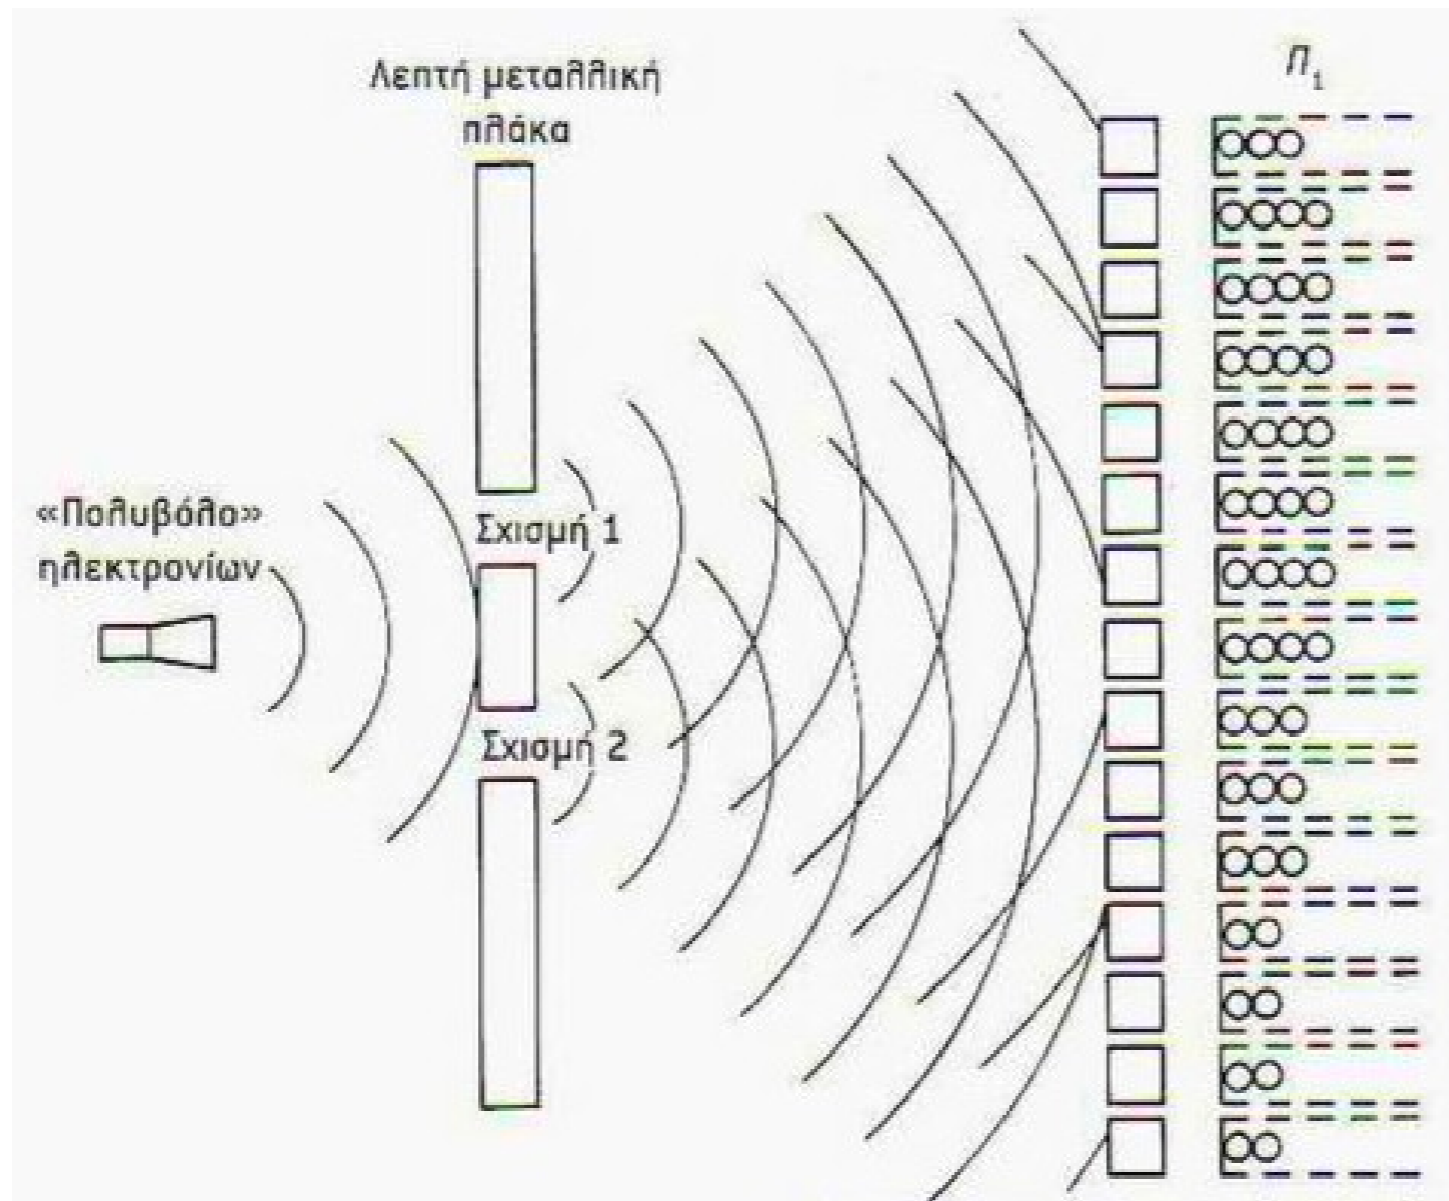 Λεπτή μεταλλική
πλάκα
Π₁
«Πολυβόλο»
ηλεκτρονίων
Σχισμή 1
Σχισμή 2